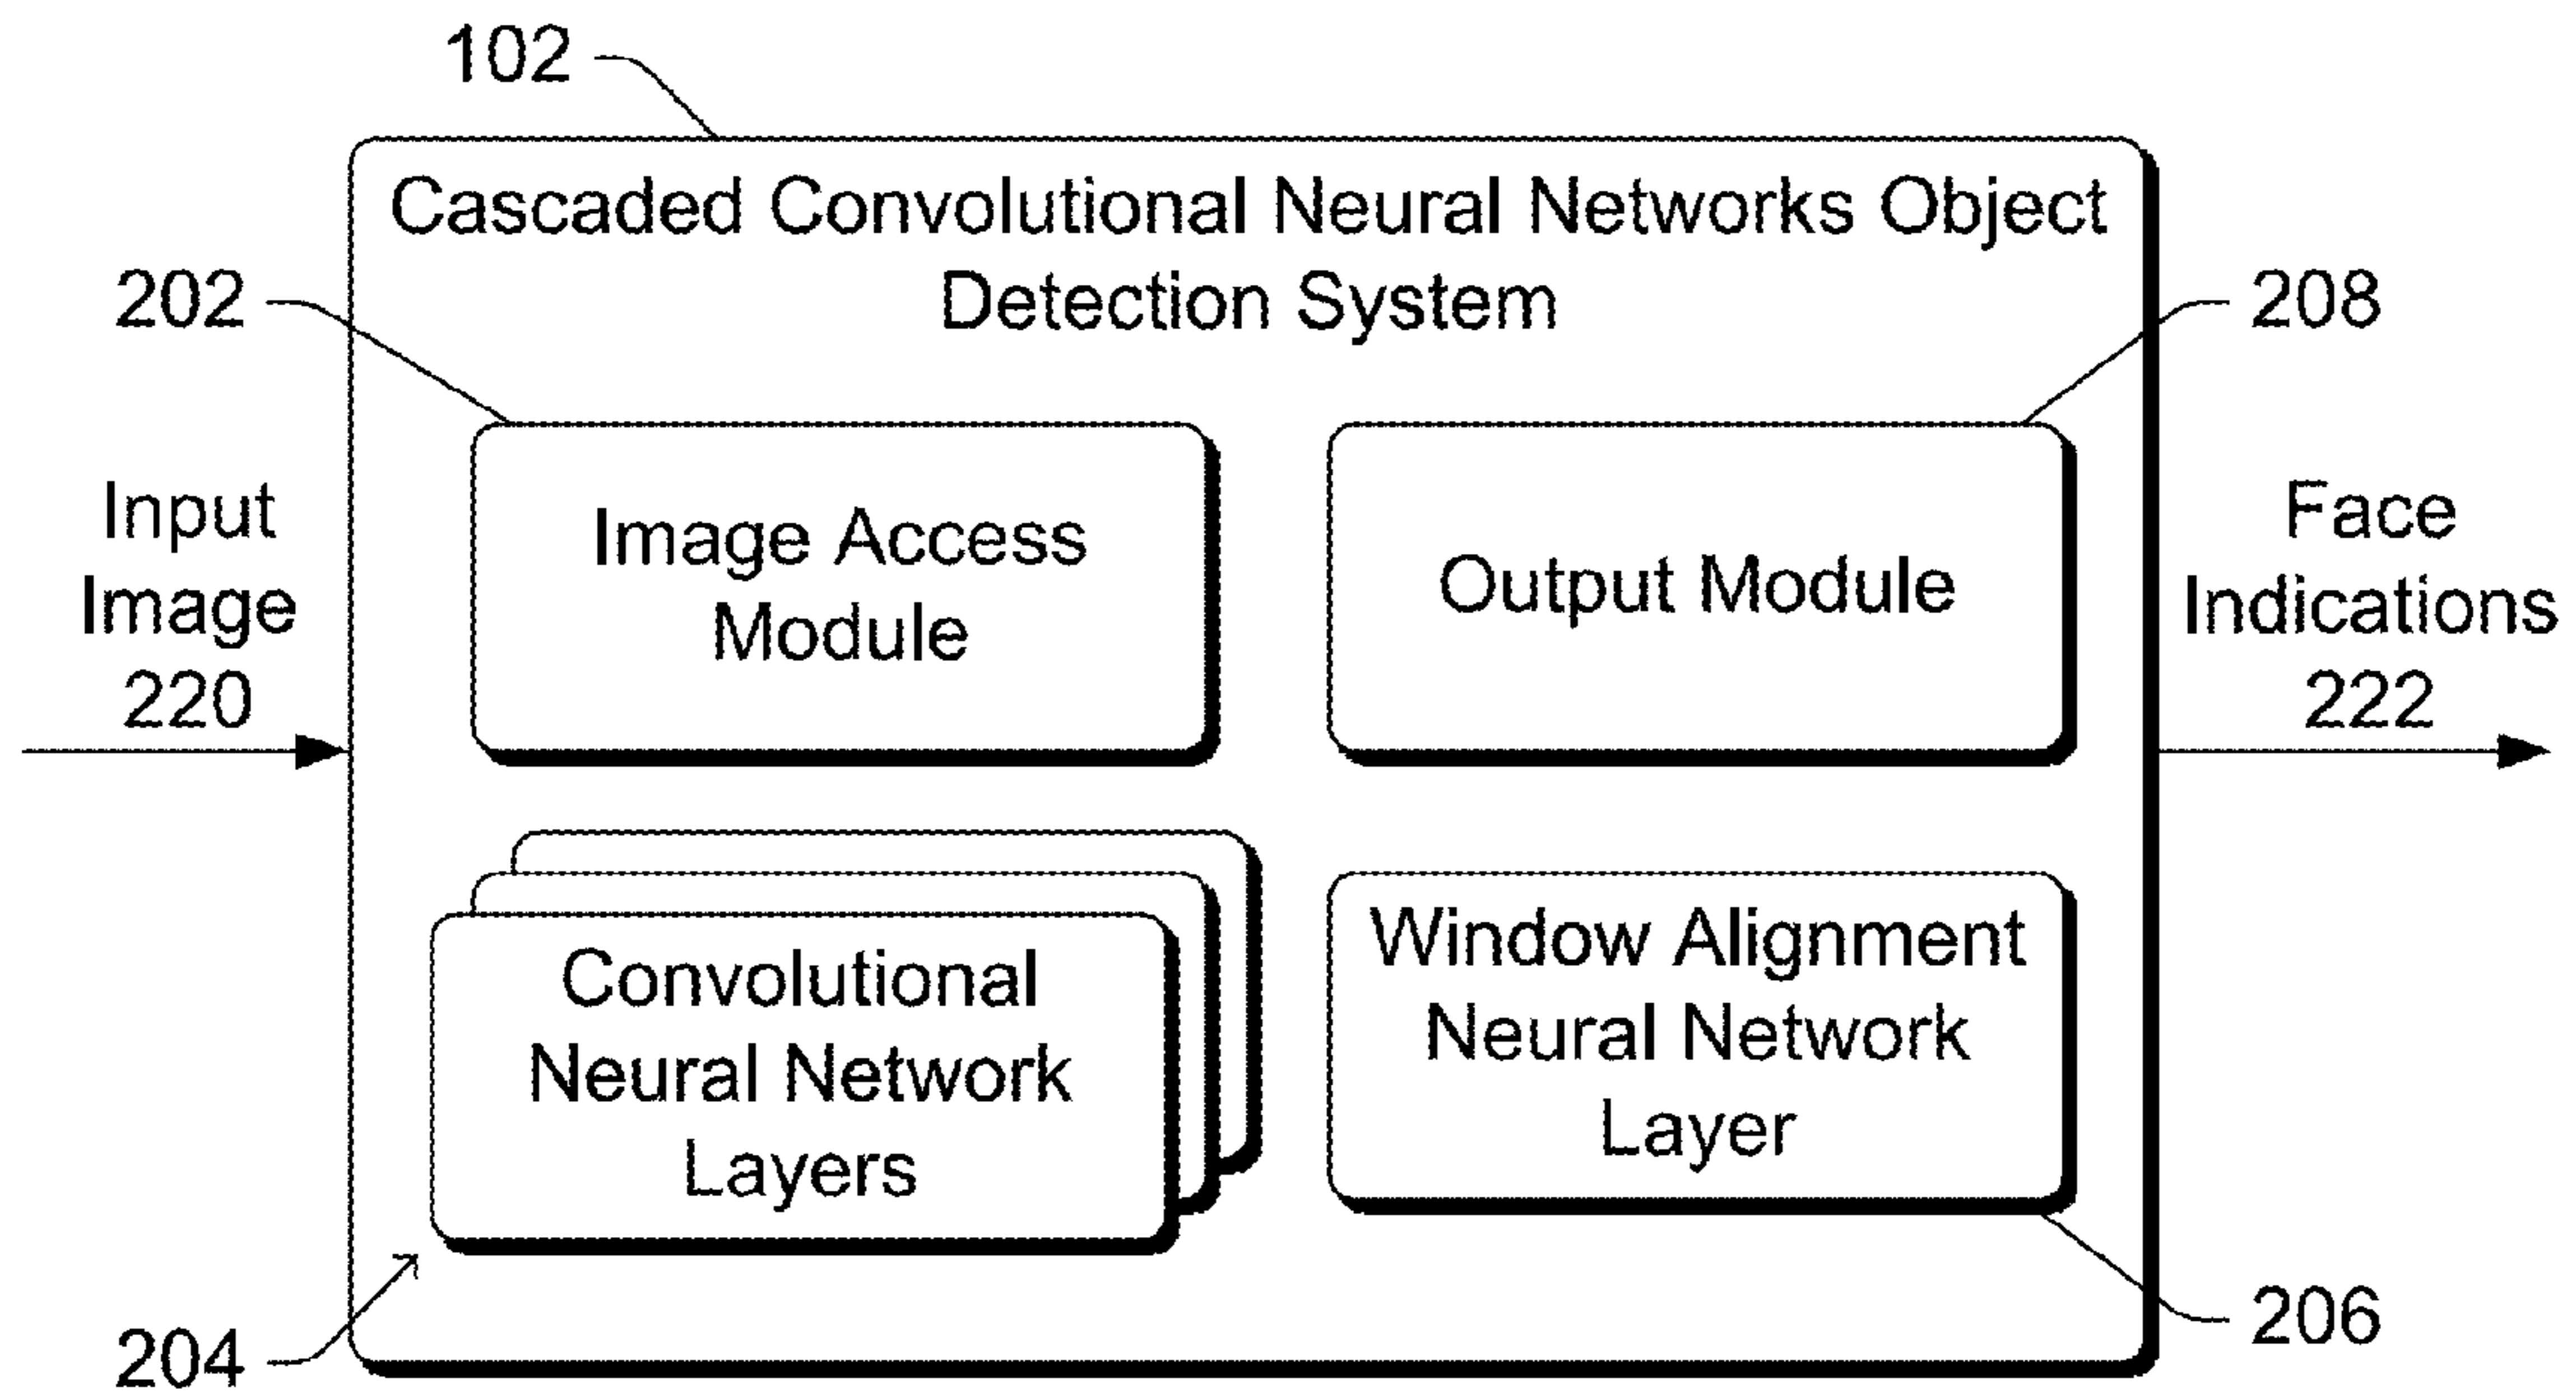 102
Cascaded Convolutional Neural Networks Object
Detection System
202
208
Input
Image
220
Image Access
Module
Output Module
Face
Indications
222
Convolutional
Neural Network
Layers
Window Alignment
Neural Network
Layer
204
206